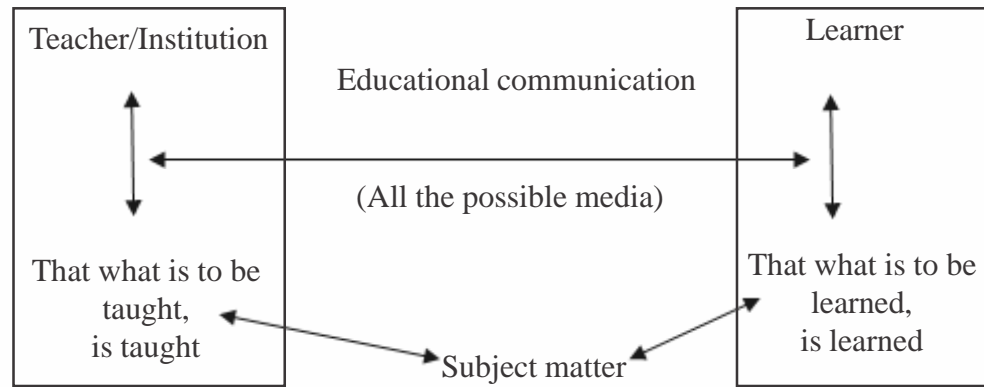 Teacher/Institution
Learner
Educational communication
(All the possible media)
That what is to be
taught,
is taught
That what is to be
learned,
is learned
Subject matter